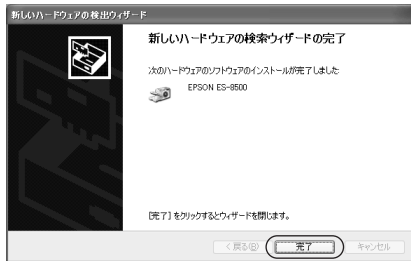 新しいハードウェアの検出ウィザード
新しいハードウェアの検索ウィザードの完了
次のハードウェアのソフトウェアのインストールが完了しました:
EPSON ES-8500
[完了] をクリックするとウィザードを閉じます。
< 戻る(B) 完了 キャンセル